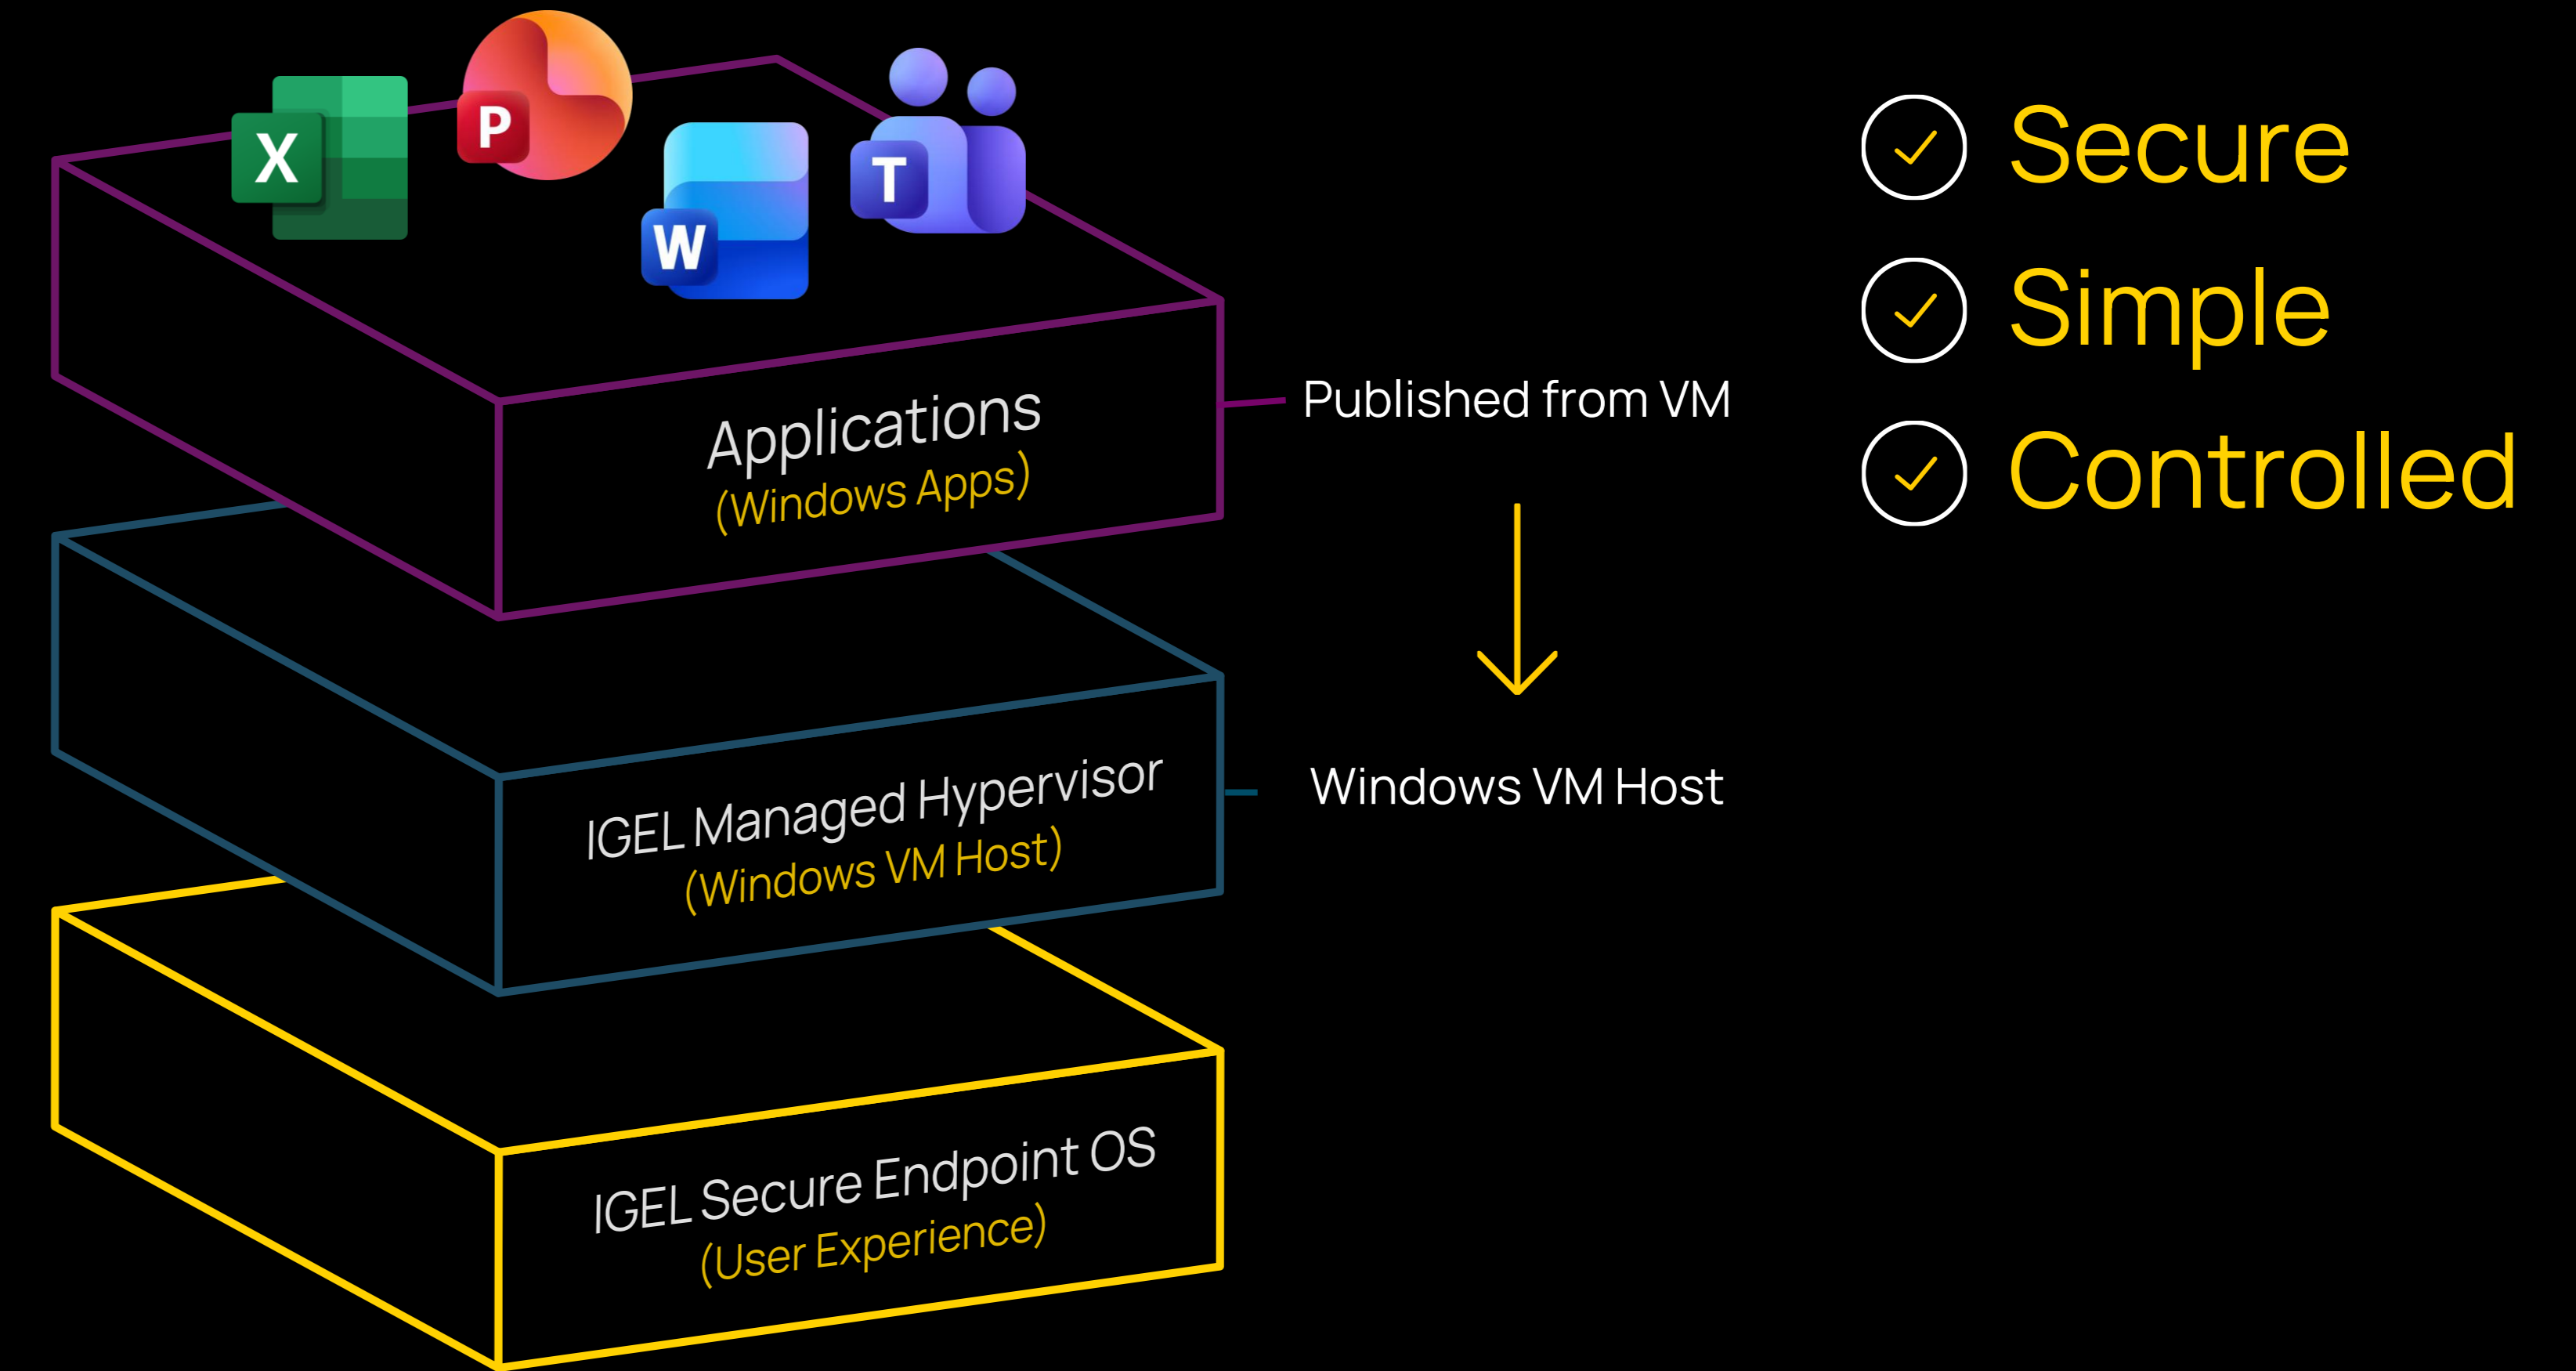 X
P
W
T
Applications
(Windows Apps)
Published from VM
IGEL Managed Hypervisor
(Windows VM Host)
Windows VM Host
IGEL Secure Endpoint OS
(User Experience)
Secure
Simple
Controlled